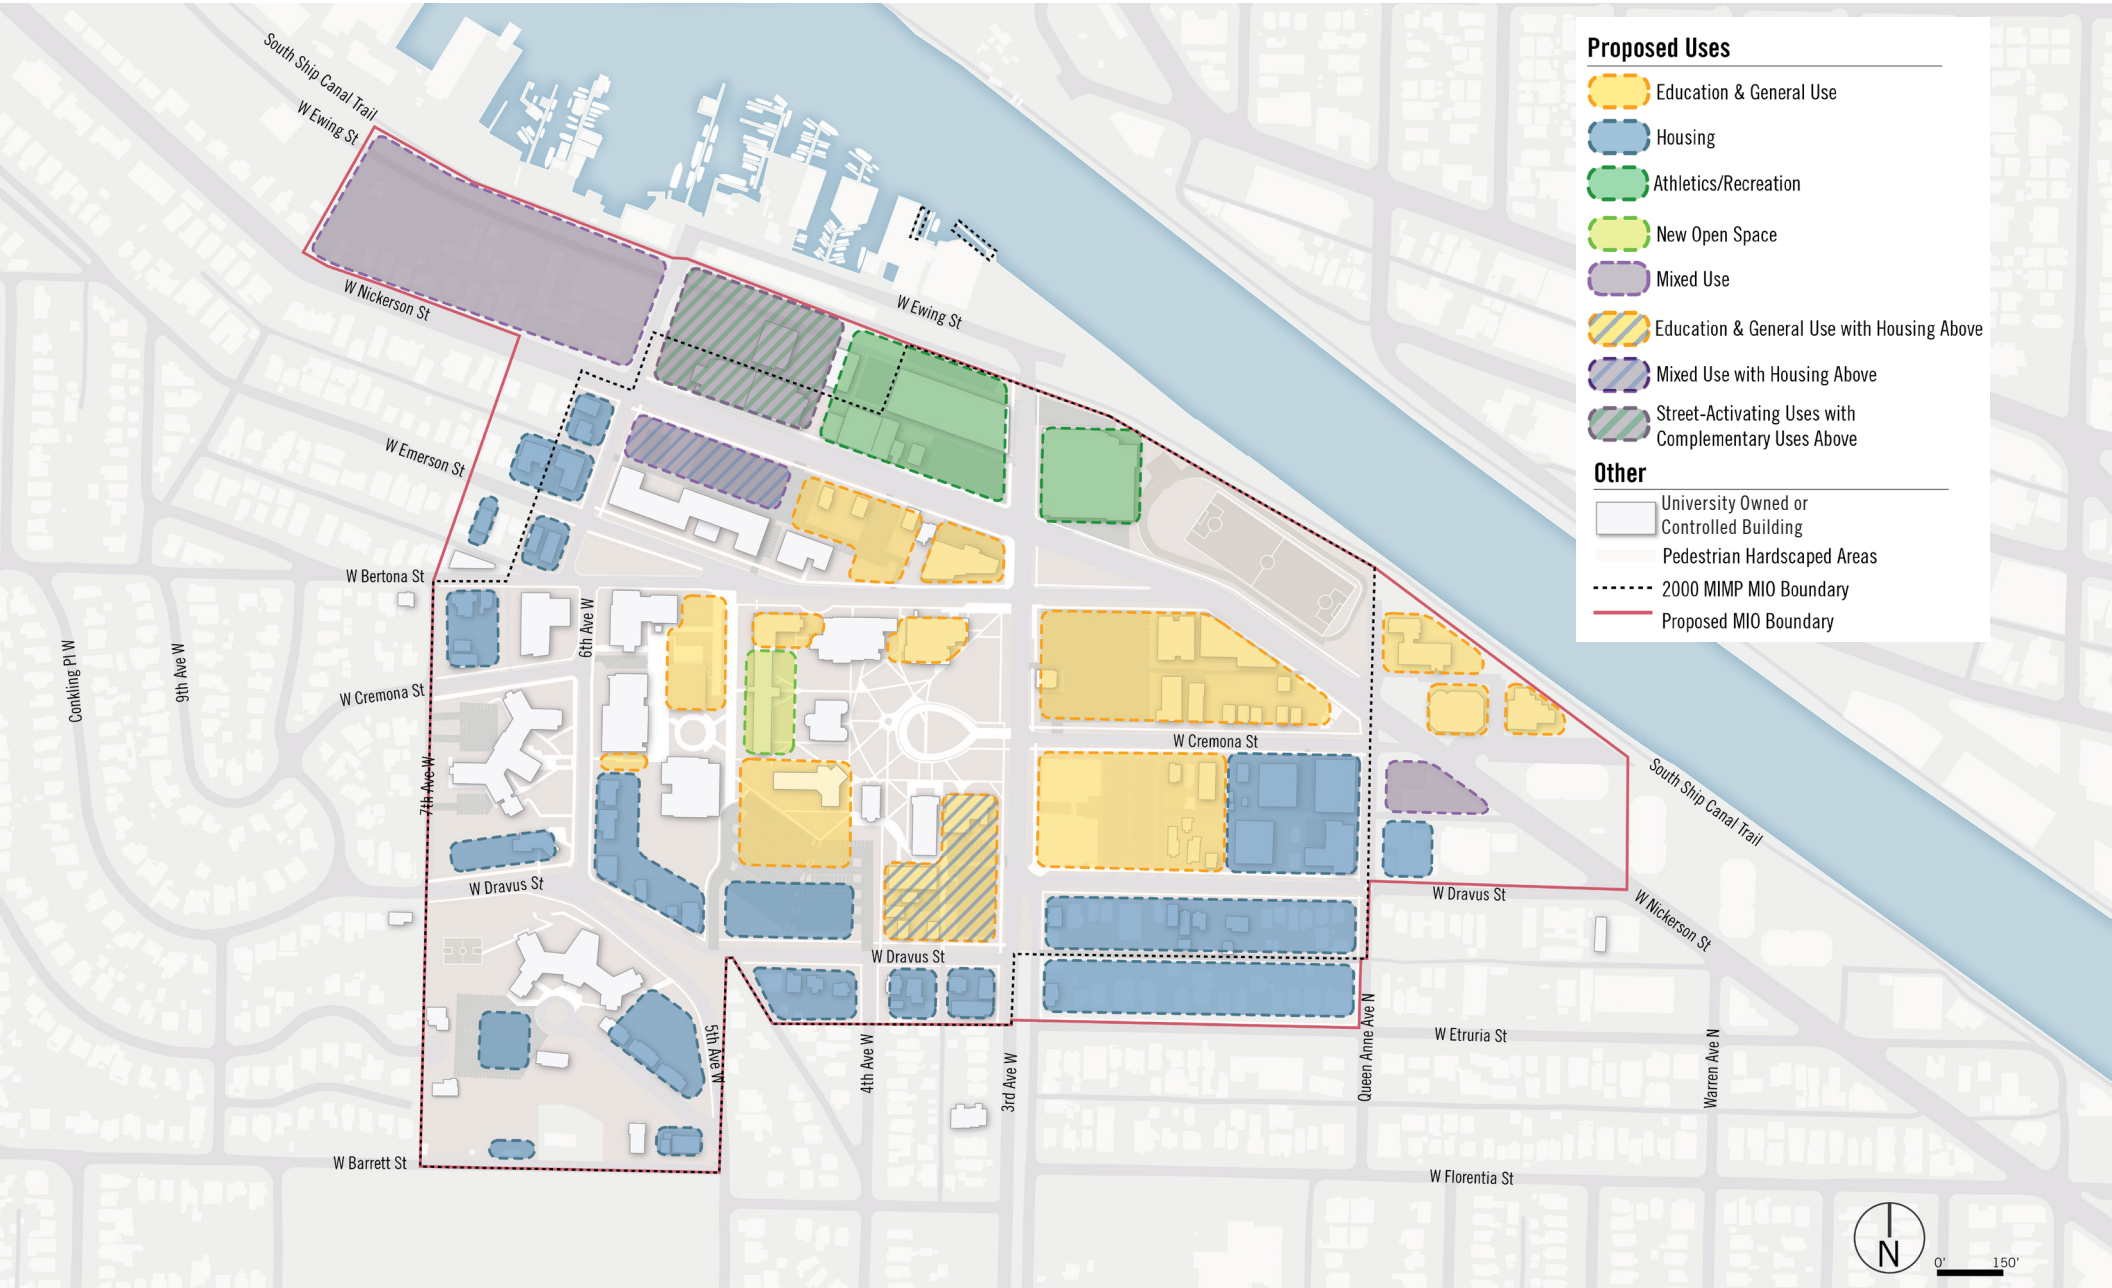 Proposed Uses
Education & General Use
Housing
Athletics/Recreation
New Open Space
Mixed Use
Education & General Use with Housing Above
Mixed Use with Housing Above
Street-Activating Uses with
Complementary Uses Above
Other
University Owned or
Controlled Building
Pedestrian Hardscaped Areas
2000 MIMP MIO Boundary
Proposed MIO Boundary
South Ship Canal Trail
W Ewing St
W Nickerson St
W Ewing St
W Emerson St
W Bertona St
6th Ave W
Conkling Pl W
9th Ave W
W Cremona St
7th Ave W
W Cremona St
South Ship Canal Trail
W Dravus St
W Dravus St
W Nickerson St
W Dravus St
5th Ave W
4th Ave W
3rd Ave W
Queen Anne Ave N
W Etruria St
Warren Ave N
W Barrett St
W Florentia St
N
0' 150'